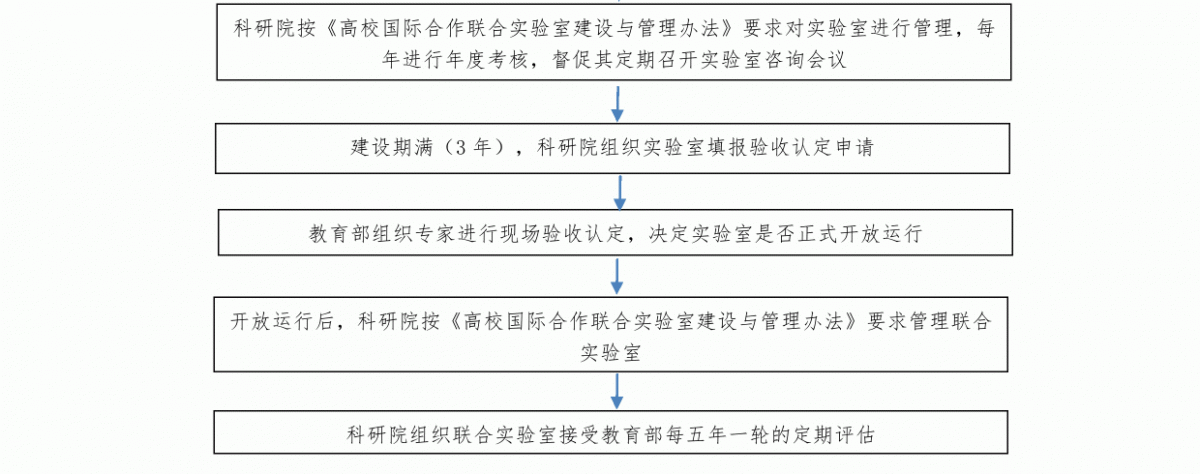 科研院按《高校国际合作联合实验室建设与管理办法》要求对实验室进行管理，每
年进行年度考核，督促其定期召开实验室咨询会议
建设期满（3 年），科研院组织实验室填报验收认定申请
教育部组织专家进行现场验收认定，决定实验室是否正式开放运行
开放运行后，科研院按《高校国际合作联合实验室建设与管理办法》要求管理联合
实验室
科研院组织联合实验室接受教育部每五年一轮的定期评估